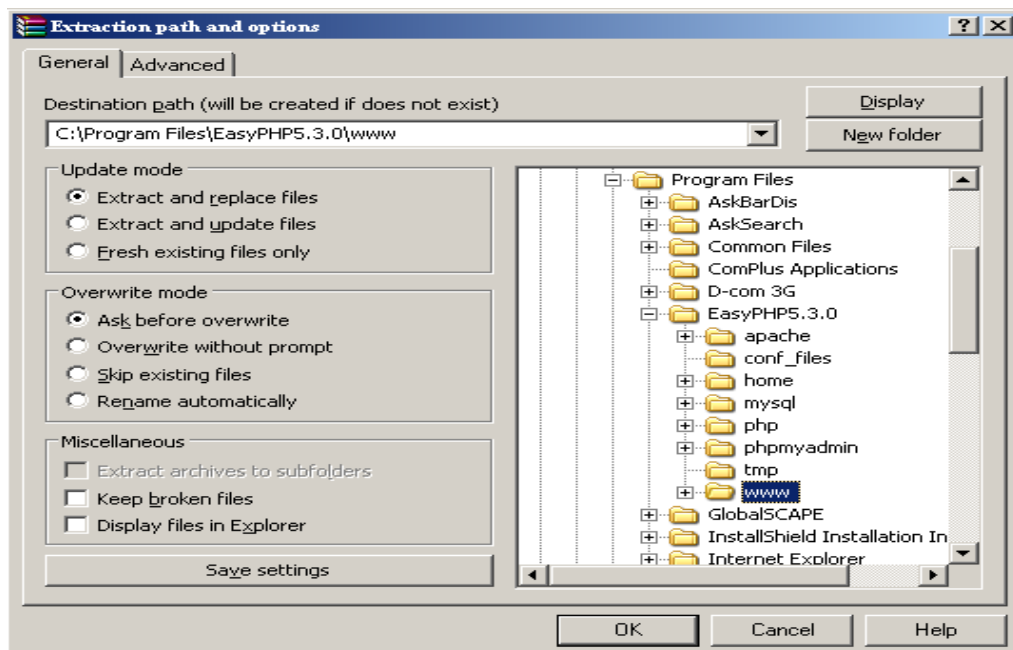 Extraction path and options
General
Advanced
Destination path (will be created if does not exist)
Display
C:\Program Files\EasyPHP5.3.0\www
New folder
Update mode
Extract and replace files
Extract and update files
Fresh existing files only
Overwrite mode
Ask before overwrite
Overwrite without prompt
Skip existing files
Rename automatically
Miscellaneous
Extract archives to subfolders
Keep broken files
Display files in Explorer
Save settings
Program Files
AskBarDis
AskSearch
Common Files
ComPlus Applications
D-com 3G
EasyPHP5.3.0
apache
conf_files
home
mysql
php
phpmyadmin
tmp
www
GlobalSCAPE
InstallShield Installation In
Internet Explorer
OK
Cancel
Help